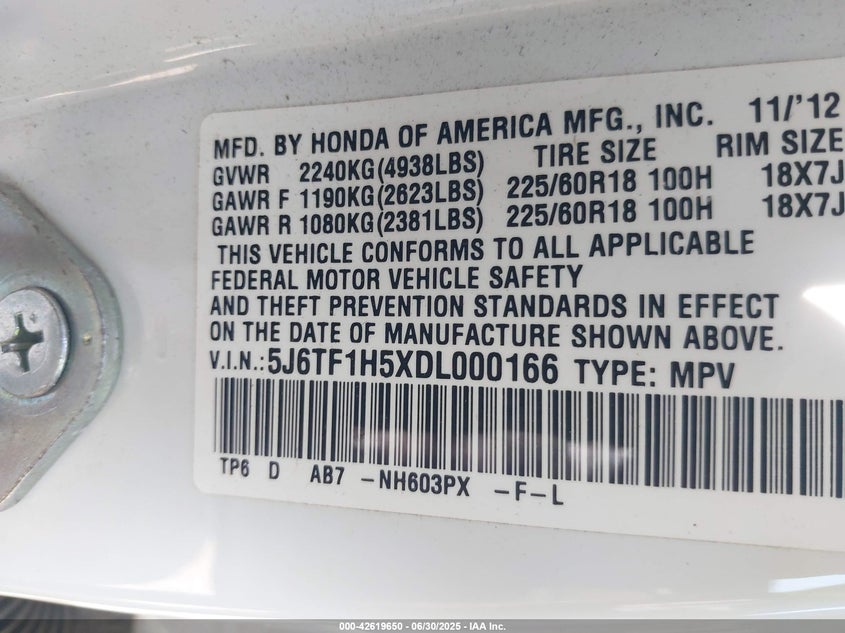 MFD. BY HONDA OF AMERICA MFG., INC. 11/'12
GVWR 2240KG(4938LBS) TIRE SIZE RIM SIZE
GAWR F 1190KG(2623LBS) 225/60R18 100H 18X7J
GAWR R 1080KG(2381LBS) 225/60R18 100H 18X7J
THIS VEHICLE CONFORMS TO ALL APPLICABLE
FEDERAL MOTOR VEHICLE SAFETY
AND THEFT PREVENTION STANDARDS IN EFFECT
ON THE DATE OF MANUFACTURE SHOWN ABOVE.
V.I.N.:5J6TF1H5XDL000166 TYPE: MPV
TP6 D AB7 -NH603PX -F-L
000-42619650 - 06/30/2025 - IAA Inc.